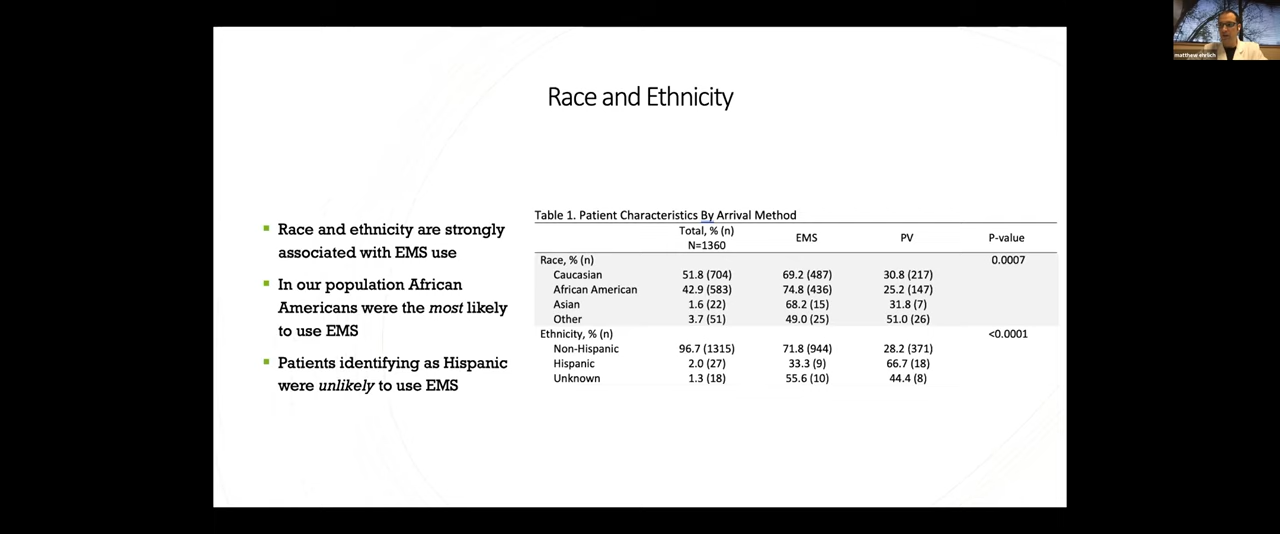 matthew ehrlich
Race and Ethnicity
Race and ethnicity are strongly
associated with EMS use
In our population African
Americans were the most likely
to use EMS
Patients identifying as Hispanic
were unlikely to use EMS
Table 1. Patient Characteristics By Arrival Method
Total, % (n)
N=1360 EMS PV P-value
Race, % (n) 0.0007
Caucasian 51.8 (704) 69.2 (487) 30.8 (217)
African American 42.9 (583) 74.8 (436) 25.2 (147)
Asian 1.6 (22) 68.2 (15) 31.8 (7)
Other 3.7 (51) 49.0 (25) 51.0 (26)
Ethnicity, % (n) <0.0001
Non-Hispanic 96.7 (1315) 71.8 (944) 28.2 (371)
Hispanic 2.0 (27) 33.3 (9) 66.7 (18)
Unknown 1.3 (18) 55.6 (10) 44.4 (8)